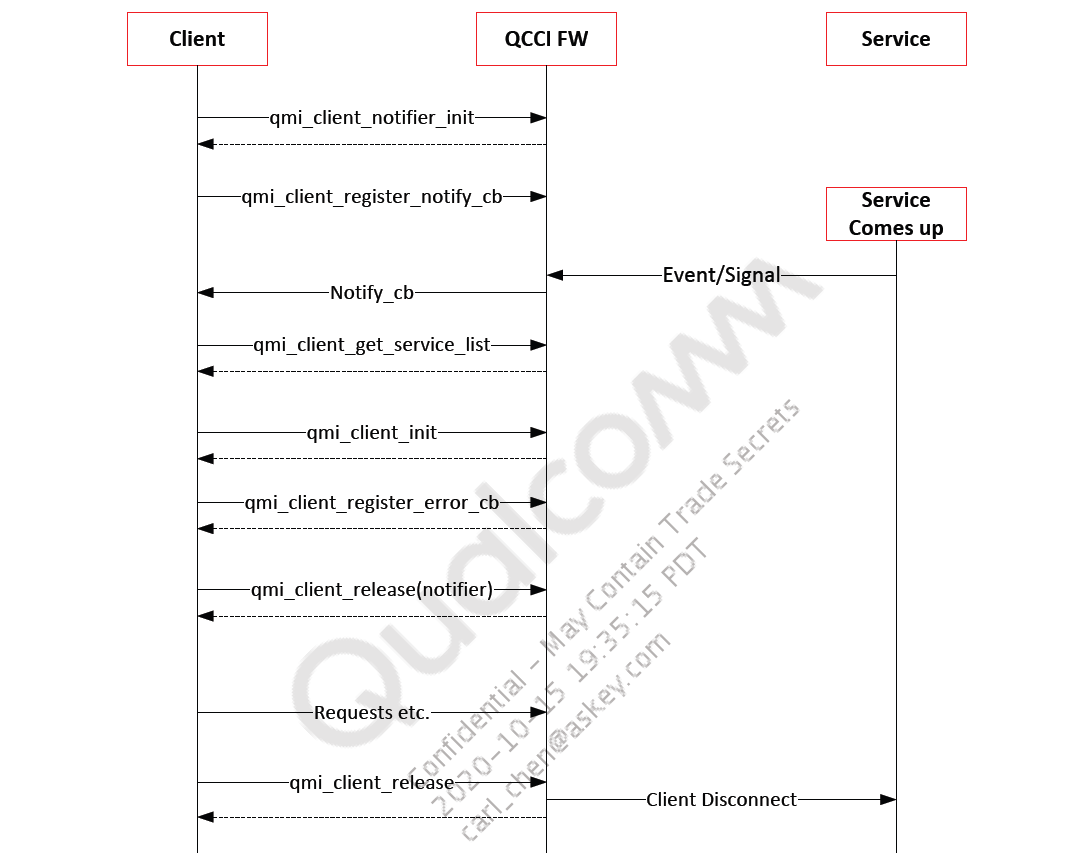 Client
QCCI FW
Service
qmi_client_notifier_init
qmi_client_register_notify_cb
Service
Comes up
Event/Signal
Notify_cb
qmi_client_get_service_list
qmi_client_init
qmi_client_register_error_cb
qmi_client_release(notifier)
Requests etc.
qmi_client_release
Client Disconnect
Qualcomm
Confidential - May Contain Trade Secrets
2020-10-15 19:35:15 PDT
carl_chen@askey.com